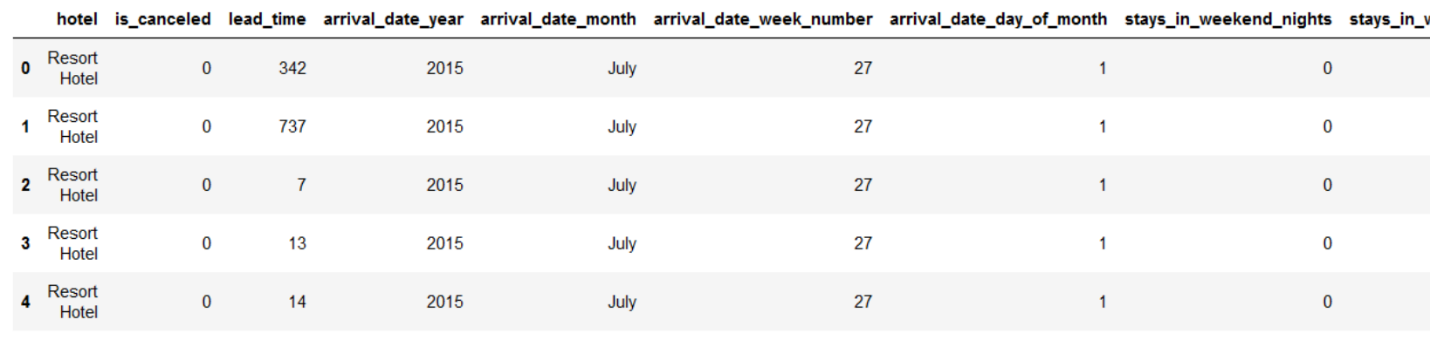 hotel is_canceled lead_time arrival_date_year arrival_date_month arrival_date_week_number arrival_date_day_of_month stays_in_weekend_nights stays_in_w
0 Resort Hotel 0 342 2015 July 27 1 0
1 Resort Hotel 0 737 2015 July 27 1 0
2 Resort Hotel 0 7 2015 July 27 1 0
3 Resort Hotel 0 13 2015 July 27 1 0
4 Resort Hotel 0 14 2015 July 27 1 0